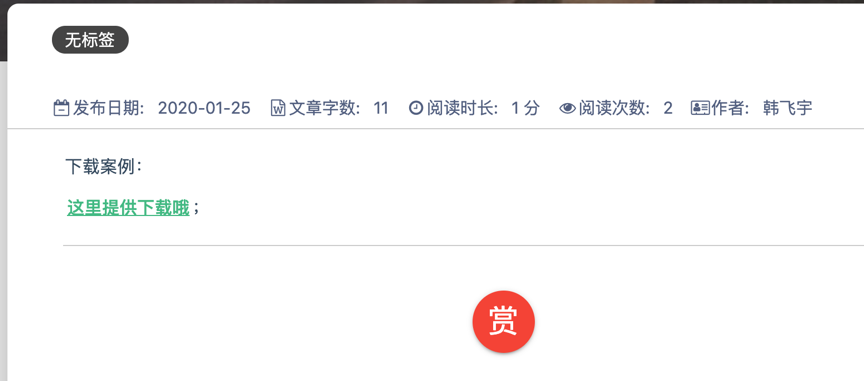 无标签
发布日期: 2020-01-25 文章字数: 11 阅读时长: 1 分 阅读次数: 2 作者: 韩飞宇
下载案例：
这里提供下载哦；
赏